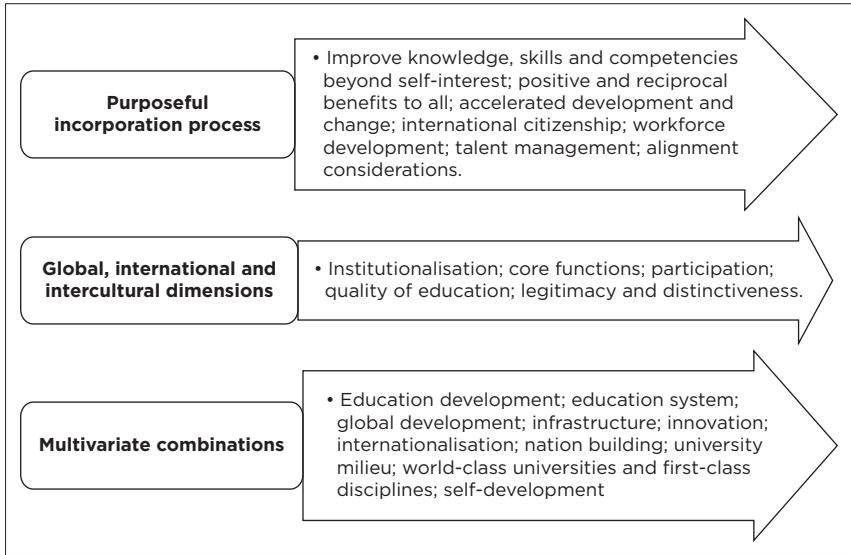 Purposeful
incorporation process
• Improve knowledge, skills and competencies
beyond self-interest; positive and reciprocal
benefits to all; accelerated development and
change; international citizenship; workforce
development; talent management; alignment
considerations.
Global, international and
intercultural dimensions
• Institutionalisation; core functions; participation;
quality of education; legitimacy and distinctiveness.
Multivariate combinations
• Education development; education system;
global development; infrastructure; innovation;
internationalisation; nation building; university
milieu; world-class universities and first-class
disciplines; self-development